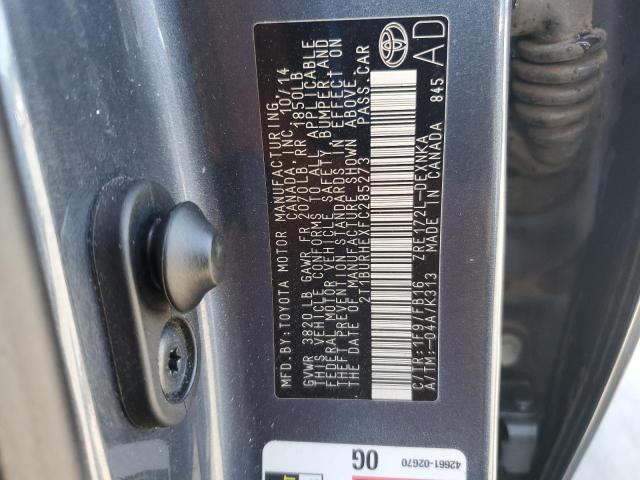 MFD.BY: TOYOTA MOTOR MANUFACTURING,
CANADA, INC. 10/14
GVWR 3820 LB GAWR FR 2070LB, RR 1850LB
THIS VEHICLE CONFORMS TO ALL APPLICABLE
FEDERAL MOTOR VEHICLE SAFETY, BUMPER, AND
THEFT PREVENTION STANDARDS IN EFFECT ON
THE DATE OF MANUFACTURE SHOWN ABOVE.
2T1BURHEXFC285273 PASS.CAR
C/TR: 1F9/FB16 ZRE172L-DEXNKA
A/TM: -04A/K313 MADE IN CANADA 845
AD
0G
42661-02G70